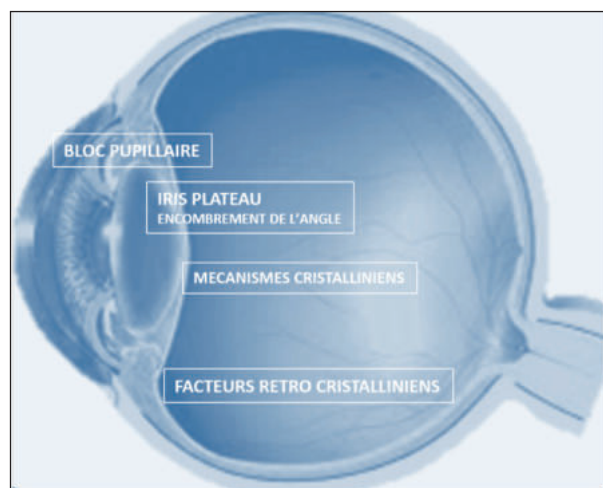 BLOC PUPILLAIRE
IRIS PLATEAU
ENCOMBREMENT DE L'ANGLE
MECANISMES CRISTALLINIENS
FACTEURS RETRO CRISTALLINIENS